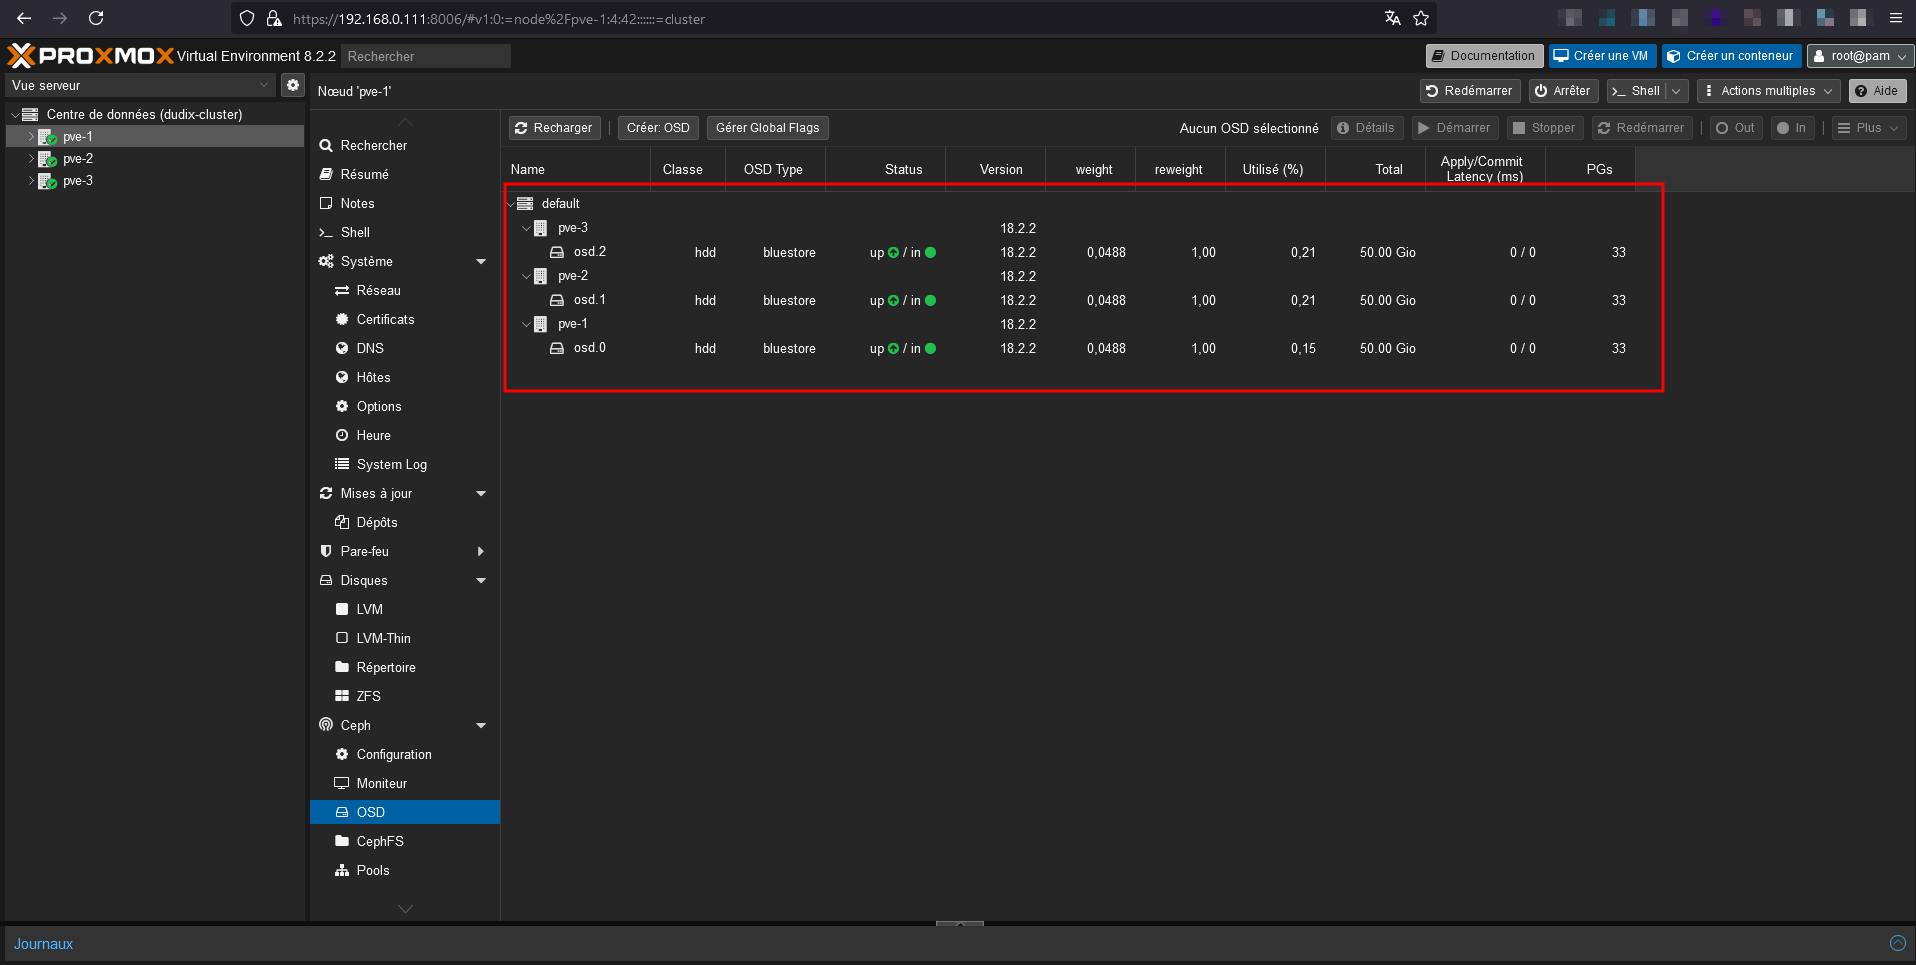 https://192.168.0.111:8006/#v1:0:=node%2Fpve-1:4:42::::::=cluster
PROXMOX Virtual Environment 8.2.2 Rechercher Documentation Créer une VM Créer un conteneur root@pam
Vue serveur
Nœud 'pve-1' Redémarrer Arrêter Shell Actions multiples Aide
Centre de données (dudix-cluster)
pve-1
pve-2
pve-3
Rechercher
Résumé
Notes
Shell
Système
Réseau
Certificats
DNS
Hôtes
Options
Heure
System Log
Mises à jour
Dépôts
Pare-feu
Disques
LVM
LVM-Thin
Répertoire
ZFS
Ceph
Configuration
Moniteur
OSD
CephFS
Pools
Recharger Créer: OSD Gérer Global Flags Aucun OSD sélectionné Détails Démarrer Stopper Redémarrer Out In Plus
Name Classe OSD Type Status Version weight reweight Utilisé (%) Total Apply/Commit Latency (ms) PGs
default
pve-3 18.2.2
osd.2 hdd bluestore up / in 18.2.2 0,0488 1,00 0,21 50.00 Gio 0 / 0 33
pve-2 18.2.2
osd.1 hdd bluestore up / in 18.2.2 0,0488 1,00 0,21 50.00 Gio 0 / 0 33
pve-1 18.2.2
osd.0 hdd bluestore up / in 18.2.2 0,0488 1,00 0,15 50.00 Gio 0 / 0 33
Journaux